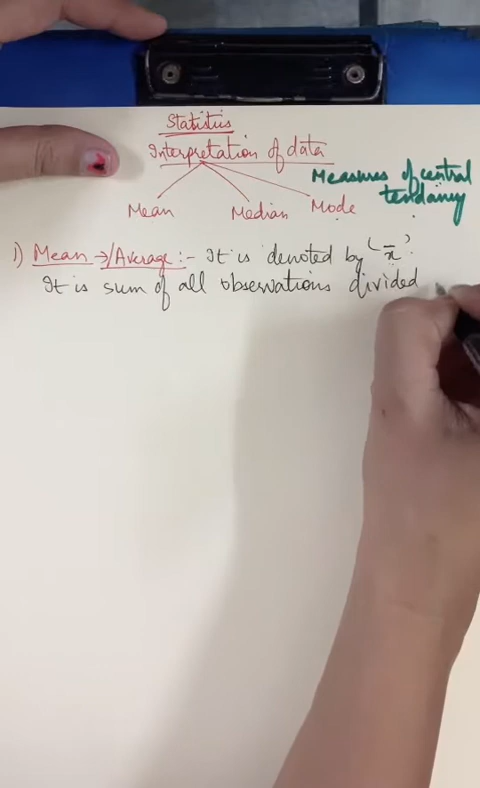 Statistics
Interpretation of data
Measures of central
tendancy
Mean Median Mode
1) Mean →/Average :- It is denoted by (x̄).
It is sum of all observations divided